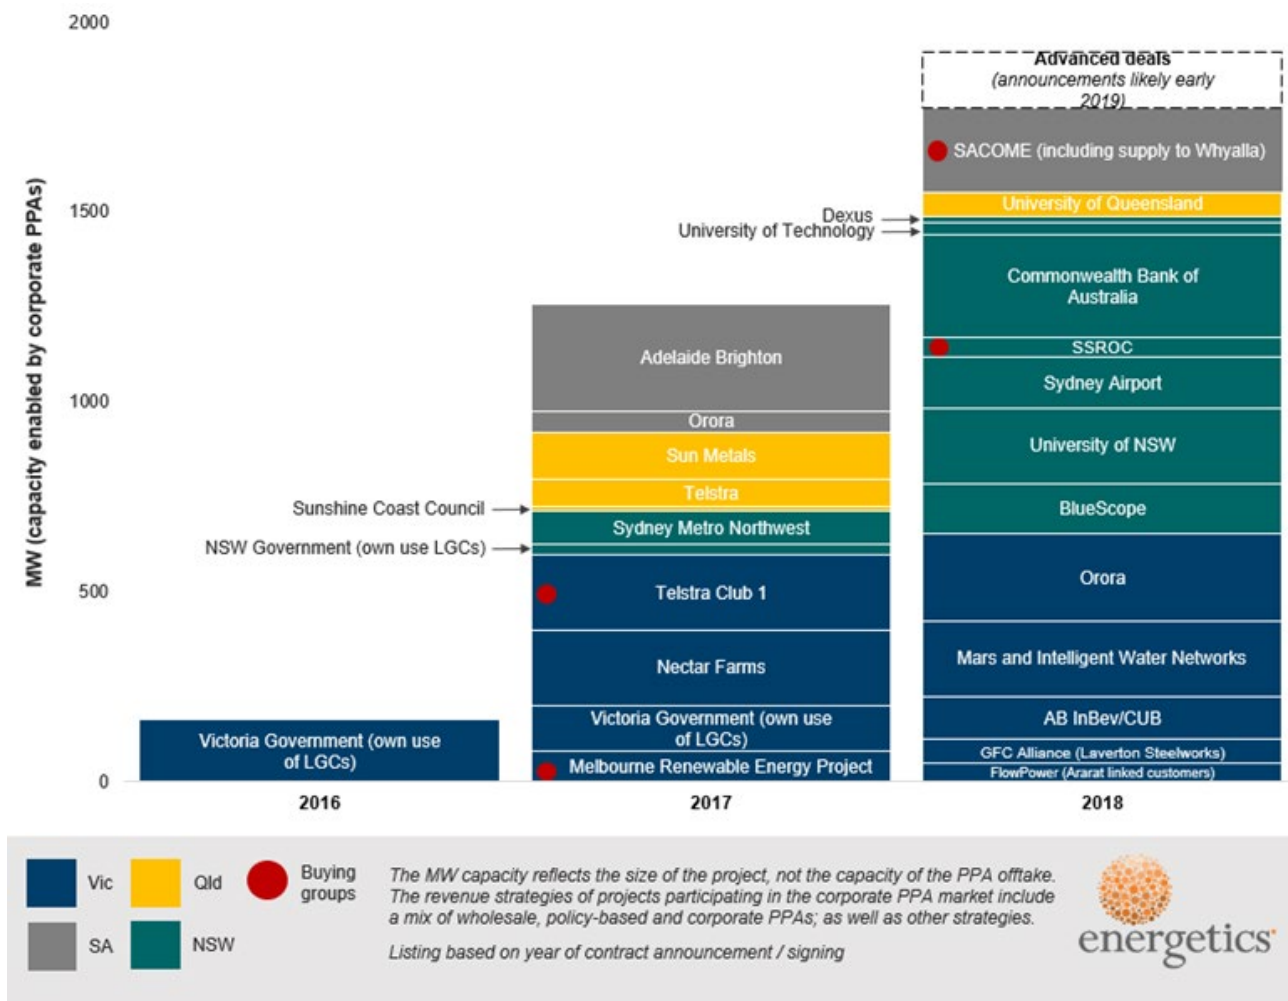 2000
1500
1000
500
0
MW (capacity enabled by corporate PPAs)
Victoria Government (own use
of LGCs)
2016
Adelaide Brighton
Orora
Sun Metals
Telstra
Sunshine Coast Council
Sydney Metro Northwest
NSW Government (own use LGCs)
Telstra Club 1
Nectar Farms
Victoria Government (own use
of LGCs)
Melbourne Renewable Energy Project
2017
Advanced deals
(announcements likely early
2019)
SACOME (including supply to Whyalla)
University of Queensland
Dexus
University of Technology
Commonwealth Bank of
Australia
SSROC
Sydney Airport
University of NSW
BlueScope
Orora
Mars and Intelligent Water Networks
AB InBev/CUB
GFC Alliance (Laverton Steelworks)
FlowPower (Ararat linked customers)
2018
Vic
Qld
Buying
groups
SA
NSW
The MW capacity reflects the size of the project, not the capacity of the PPA offtake.
The revenue strategies of projects participating in the corporate PPA market include
a mix of wholesale, policy-based and corporate PPAs; as well as other strategies.
Listing based on year of contract announcement / signing
energetics